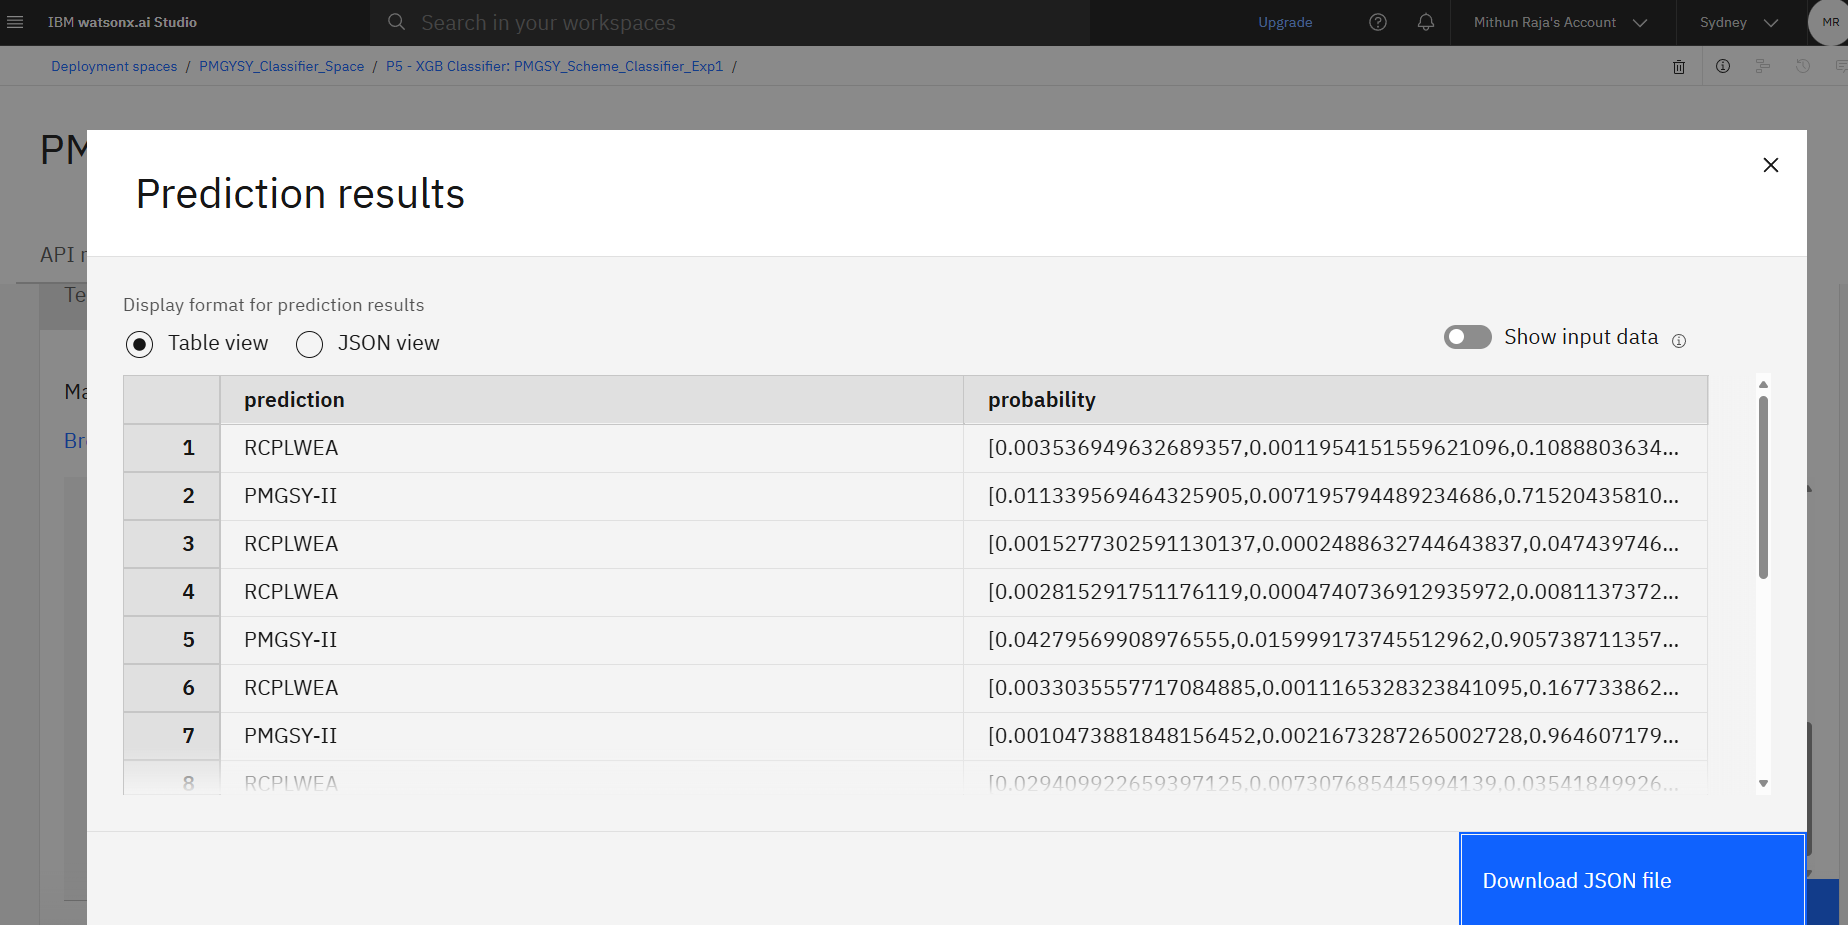 IBM watsonx.ai Studio
Search in your workspaces
Upgrade
Mithun Raja's Account
Sydney
MR
Deployment spaces / PMGYSY_Classifier_Space / P5 - XGB Classifier: PMGSY_Scheme_Classifier_Exp1 /
PM
Prediction results
API r
Te
Display format for prediction results
Table view
JSON view
Show input data
Ma
Br
prediction probability
1 RCPLWEA [0.003536949632689357,0.0011954151559621096,0.1088803634...
2 PMGSY-II [0.011339569464325905,0.007195794489234686,0.71520435810...
3 RCPLWEA [0.0015277302591130137,0.0002488632744643837,0.047439746...
4 RCPLWEA [0.002815291751176119,0.0004740736912935972,0.0081137372...
5 PMGSY-II [0.04279569908976555,0.015999173745512962,0.905738711357...
6 RCPLWEA [0.0033035557717084885,0.0011165328323841095,0.167733862...
7 PMGSY-II [0.0010473881848156452,0.0021673287265002728,0.964607179...
8 RCPLWEA [0.029409922659397125,0.007307685445994139,0.03541849926...
Download JSON file